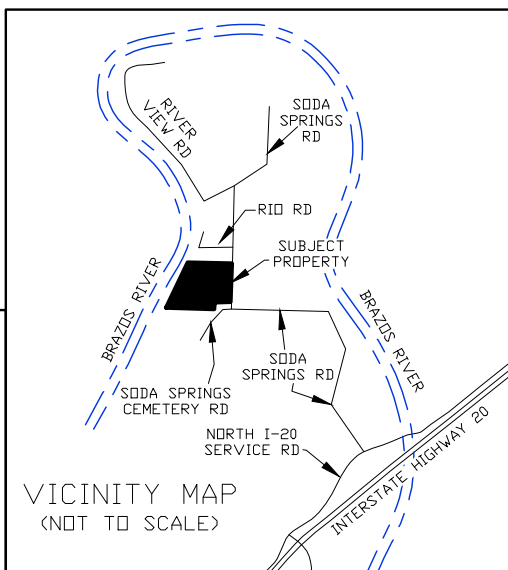 RIVER
VIEW RD
SODA
SPRINGS
RD
RIO RD
SUBJECT
PROPERTY
BRAZOS RIVER
BRAZOS RIVER
SODA
SPRINGS RD
SODA SPRINGS
CEMETERY RD
NORTH I-20
SERVICE RD
INTERSTATE HIGHWAY 20
VICINITY MAP
(NOT TO SCALE)